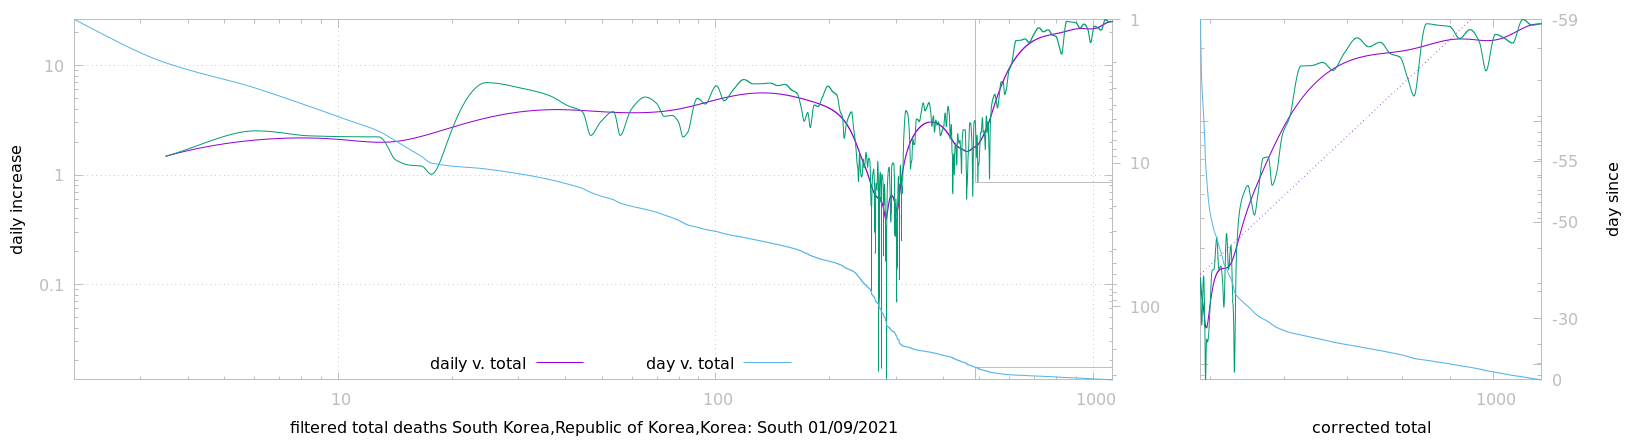 1
-59
10
10
-55
1
daily increase
day since
-50
0.1
100
-30
daily v. total
day v. total
0
10
100
1000
1000
filtered total deaths South Korea,Republic of Korea,Korea: South 01/09/2021
corrected total